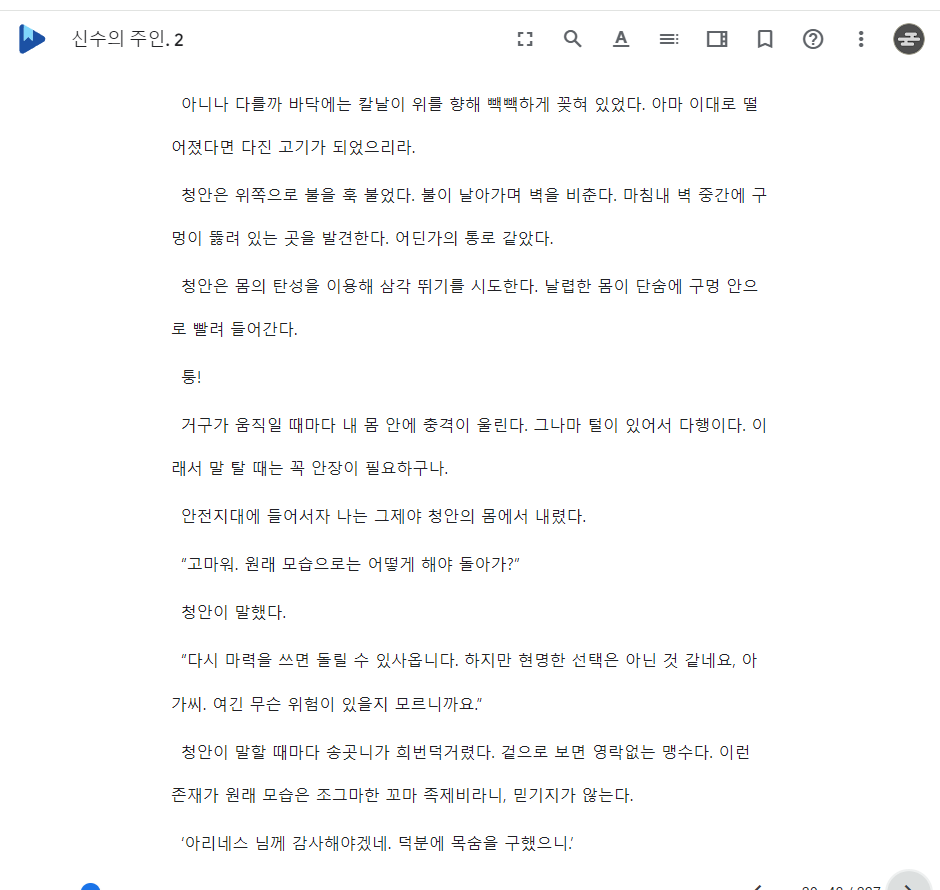 신수의 주인. 2
아니나 다를까 바닥에는 칼날이 위를 향해 빽빽하게 꽂혀 있었다. 아마 이대로 떨
어졌다면 다진 고기가 되었으리라.
청안은 위쪽으로 불을 훅 불었다. 불이 날아가며 벽을 비춘다. 마침내 벽 중간에 구
멍이 뚫려 있는 곳을 발견한다. 어딘가의 통로 같았다.
청안은 몸의 탄성을 이용해 삼각 뛰기를 시도한다. 날렵한 몸이 단숨에 구멍 안으
로 빨려 들어간다.
퉁!
거구가 움직일 때마다 내 몸 안에 충격이 울린다. 그나마 털이 있어서 다행이다. 이
래서 말 탈 때는 꼭 안장이 필요하구나.
안전지대에 들어서자 나는 그제야 청안의 몸에서 내렸다.
“고마워. 원래 모습으로는 어떻게 해야 돌아가?”
청안이 말했다.
“다시 마력을 쓰면 돌릴 수 있사옵니다. 하지만 현명한 선택은 아닌 것 같네요, 아
가씨. 여긴 무슨 위험이 있을지 모르니까요.”
청안이 말할 때마다 송곳니가 희번덕거렸다. 겉으로 보면 영락없는 맹수다. 이런
존재가 원래 모습은 조그마한 꼬마 족제비라니, 믿기지가 않는다.
‘아리네스 님께 감사해야겠네. 덕분에 목숨을 구했으니.’